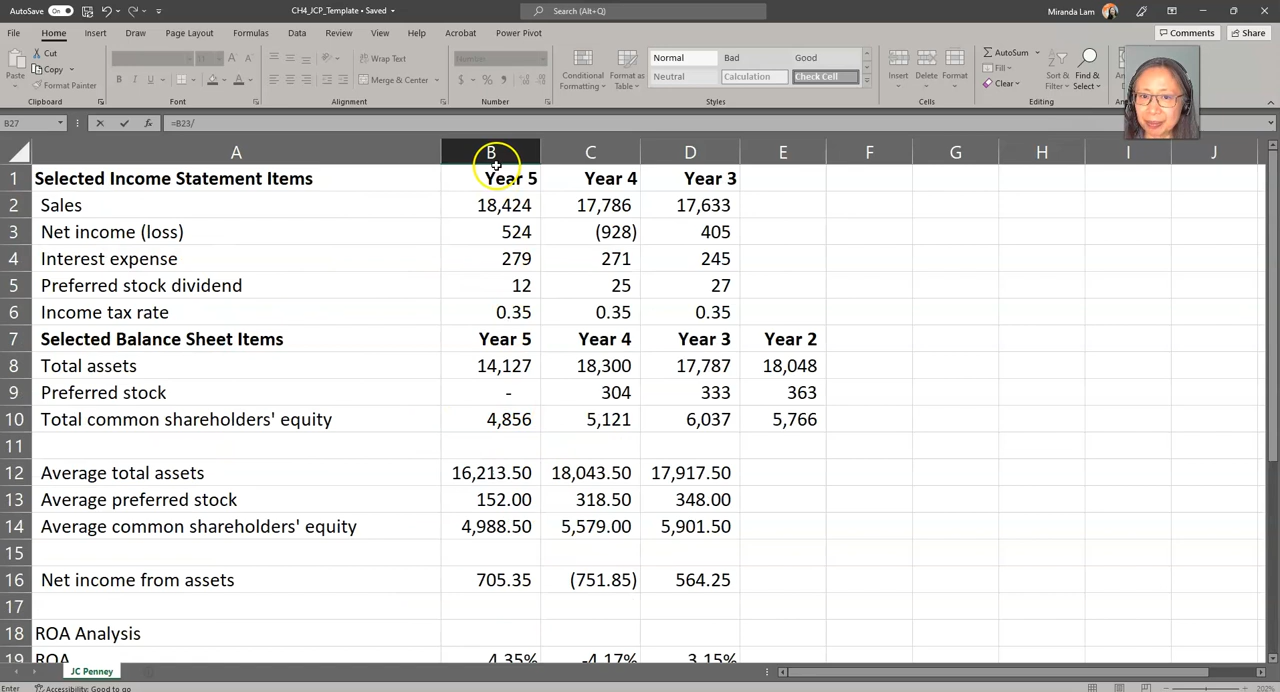 AutoSave On CH4_JCP_Template • Saved Search (Alt+Q) Miranda Lam
File Home Insert Draw Page Layout Formulas Data Review View Help Acrobat Power Pivot Comments Share
Paste Cut Copy Format Painter
Wrap Text Merge & Center
Number
Conditional Formatting Format as Table
Normal Bad Good
Neutral Calculation Check Cell
Insert Delete Format
AutoSum Fill Clear
Sort & Filter Find & Select
Clipboard Font Alignment Number Styles Cells Editing
B27 =B23/
A B C D E F G H I J
1 Selected Income Statement Items Year 5 Year 4 Year 3
2 Sales 18,424 17,786 17,633
3 Net income (loss) 524 (928) 405
4 Interest expense 279 271 245
5 Preferred stock dividend 12 25 27
6 Income tax rate 0.35 0.35 0.35
7 Selected Balance Sheet Items Year 5 Year 4 Year 3 Year 2
8 Total assets 14,127 18,300 17,787 18,048
9 Preferred stock - 304 333 363
10 Total common shareholders' equity 4,856 5,121 6,037 5,766
11
12 Average total assets 16,213.50 18,043.50 17,917.50
13 Average preferred stock 152.00 318.50 348.00
14 Average common shareholders' equity 4,988.50 5,579.00 5,901.50
15
16 Net income from assets 705.35 (751.85) 564.25
17
18 ROA Analysis
19 ROA 4.35% -4.17% 3.15%
JC Penney
Enter Accessibility: Good to go 202%